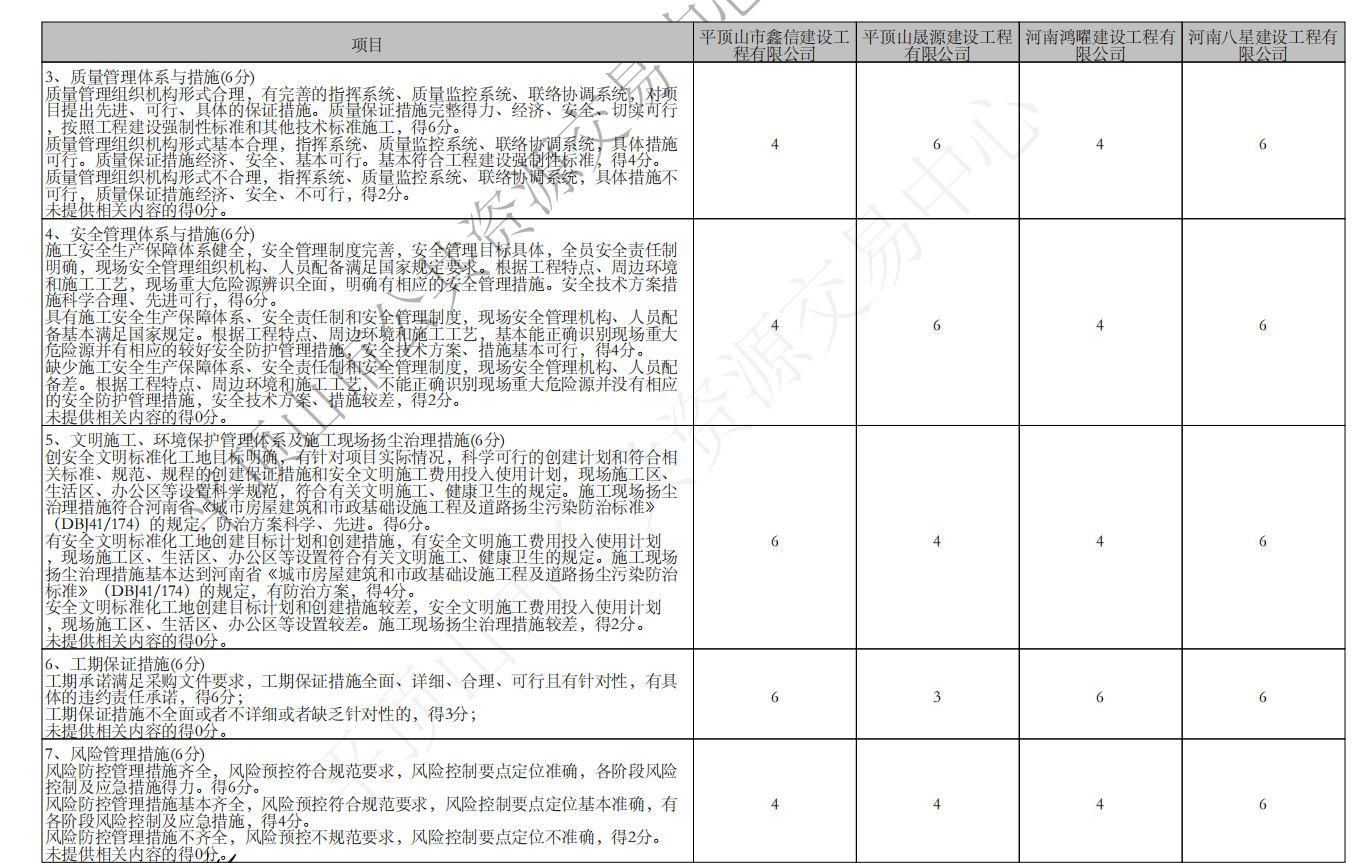 项目
平顶山市鑫信建设工
程有限公司
平顶山晟源建设工程
有限公司
河南鸿曜建设工程有
限公司
河南八星建设工程有
限公司
3、质量管理体系与措施(6分)
质量管理组织机构形式合理，有完善的指挥系统、质量监控系统、联络协调系统，对项
目提出先进、可行、具体的保证措施。质量保证措施完整得力、经济、安全、切实可行
，按照工程建设强制性标准和其他技术标准施工，得6分。
质量管理组织机构形式基本合理，指挥系统、质量监控系统、联络协调系统，具体措施
可行。质量保证措施经济、安全、基本可行。基本符合工程建设强制性标准，得4分。
质量管理组织机构形式不合理，指挥系统、质量监控系统、联络协调系统，具体措施不
可行，质量保证措施经济、安全、不可行，得2分。
未提供相关内容的得0分。
4
6
4
6
4、安全管理体系与措施(6分)
施工安全生产保障体系健全，安全管理制度完善，安全管理目标具体，全员安全责任制
明确，现场安全管理组织机构、人员配备满足国家规定要求。根据工程特点、周边环境
和施工工艺，现场重大危险源辨识全面，明确有相应的安全管理措施。安全技术方案措
施科学合理、先进可行，得6分。
具有施工安全生产保障体系、安全责任制和安全管理制度，现场安全管理机构、人员配
备基本满足国家规定。根据工程特点、周边环境和施工工艺，基本能正确识别现场重大
危险源并有相应的较好安全防护管理措施，安全技术方案、措施基本可行，得4分。
缺少施工安全生产保障体系、安全责任制和安全管理制度，现场安全管理机构、人员配
备差。根据工程特点、周边环境和施工工艺，不能正确识别现场重大危险源并没有相应
的安全防护管理措施，安全技术方案、措施较差，得2分。
未提供相关内容的得0分。
4
6
4
6
5、文明施工、环境保护管理体系及施工现场扬尘治理措施(6分)
创安全文明标准化工地目标明确，有针对项目实际情况，科学可行的创建计划和符合相
关标准、规范、规程的创建保证措施和安全文明施工费用投入使用计划，现场施工区、
生活区、办公区等设置科学规范，符合有关文明施工、健康卫生的规定。施工现场扬尘
治理措施符合河南省《城市房屋建筑和市政基础设施工程及道路扬尘污染防治标准》
（DBJ41/174）的规定，防治方案科学、先进。得6分。
有安全文明标准化工地创建目标计划和创建措施，有安全文明施工费用投入使用计划
，现场施工区、生活区、办公区等设置符合有关文明施工、健康卫生的规定。施工现场
扬尘治理措施基本达到河南省《城市房屋建筑和市政基础设施工程及道路扬尘污染防治
标准》（DBJ41/174）的规定，有防治方案，得4分。
安全文明标准化工地创建目标计划和创建措施较差，安全文明施工费用投入使用计划
，现场施工区、生活区、办公区等设置较差。施工现场扬尘治理措施较差，得2分。
未提供相关内容的得0分。
6
4
4
6
6、工期保证措施(6分)
工期承诺满足采购文件要求，工期保证措施全面、详细、合理、可行且有针对性，有具
体的违约责任承诺，得6分；
工期保证措施不全面或者不详细或者缺乏针对性的，得3分；
未提供相关内容的得0分。
6
3
6
6
7、风险管理措施(6分)
风险防控管理措施齐全，风险预控符合规范要求，风险控制要点定位准确，各阶段风险
控制及应急措施得力。得6分。
风险防控管理措施基本齐全，风险预控符合规范要求，风险控制要点定位基本准确，有
各阶段风险控制及应急措施，得4分。
风险防控管理措施不齐全，风险预控不规范要求，风险控制要点定位不准确，得2分。
未提供相关内容的得0分。
4
4
4
6
平顶山市公共资源交易中心
平顶山市公共资源交易中心